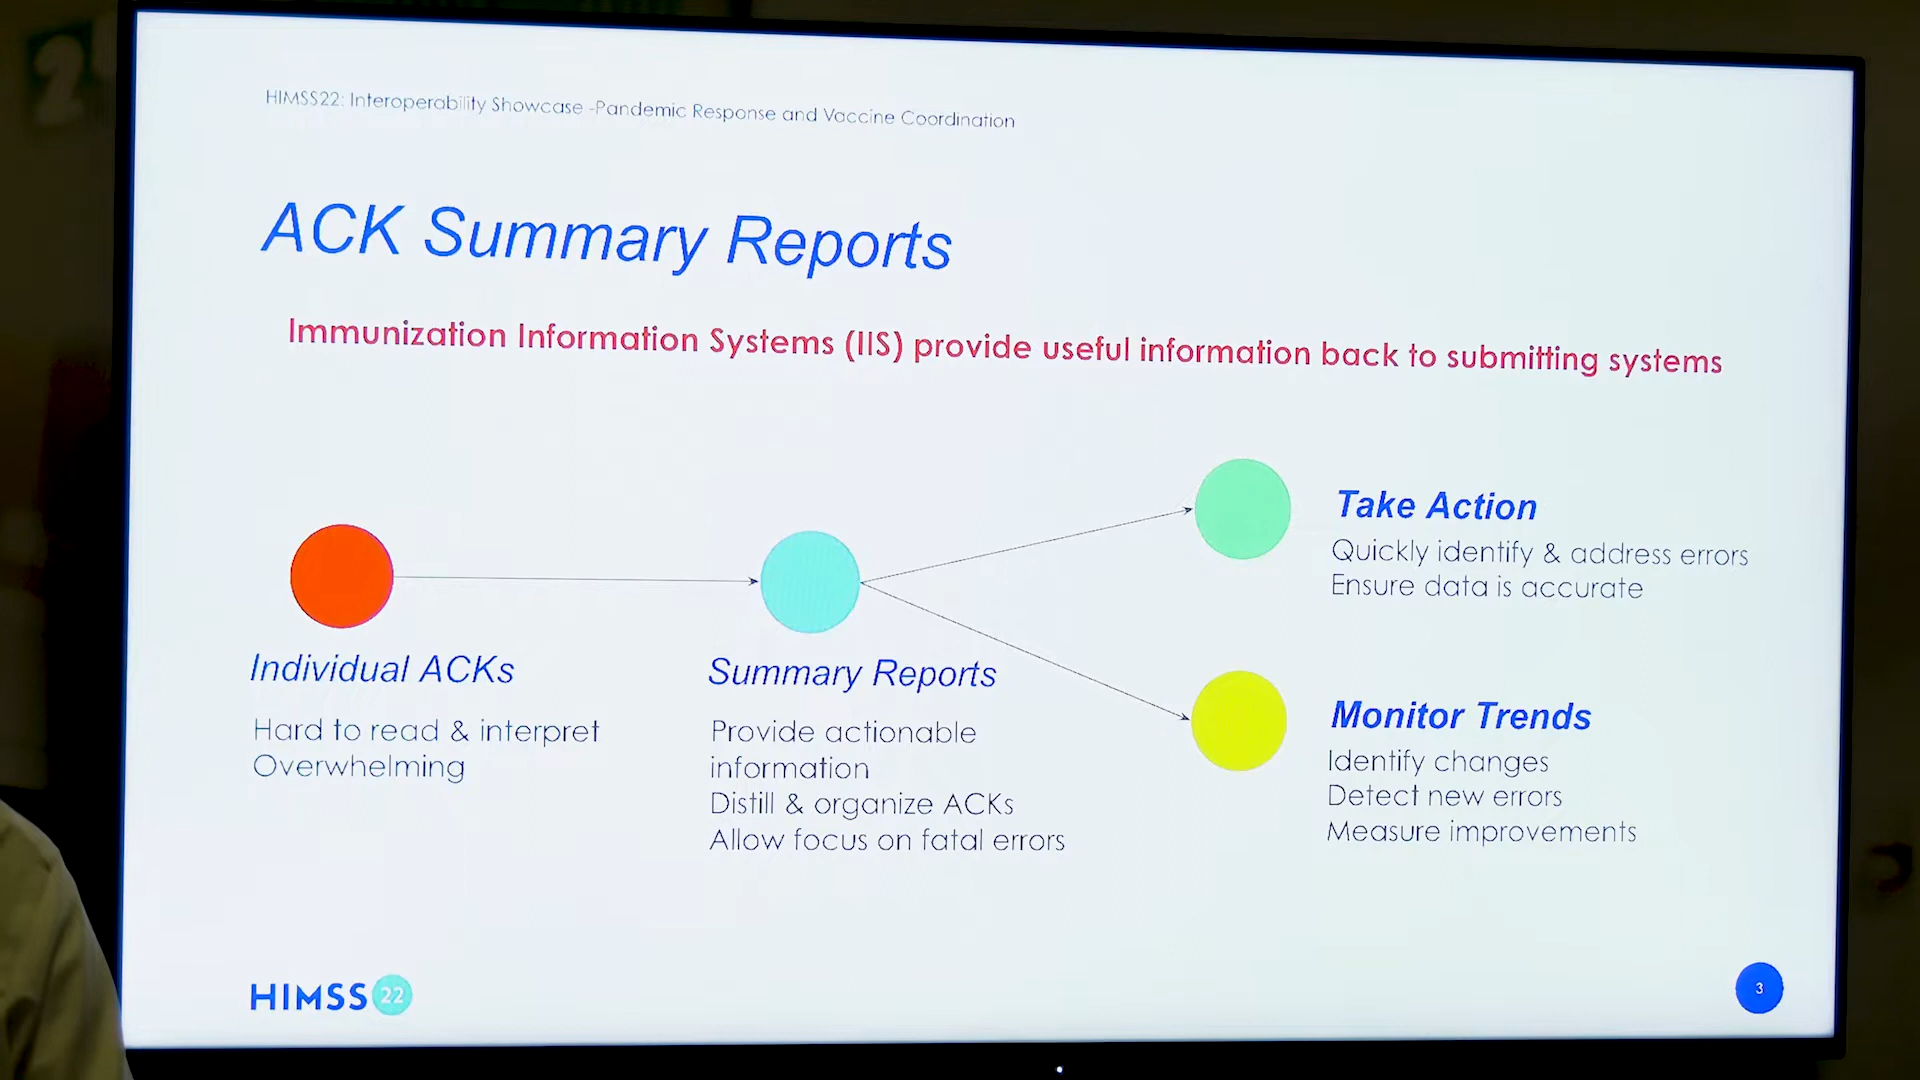 HIMSS22: Interoperability Showcase -Pandemic Response and Vaccine Coordination
ACK Summary Reports
Immunization Information Systems (IIS) provide useful information back to submitting systems
Individual ACKs
Hard to read & interpret
Overwhelming
Summary Reports
Provide actionable
information
Distill & organize ACKs
Allow focus on fatal errors
Take Action
Quickly identify & address errors
Ensure data is accurate
Monitor Trends
Identify changes
Detect new errors
Measure improvements
HIMSS 22
3